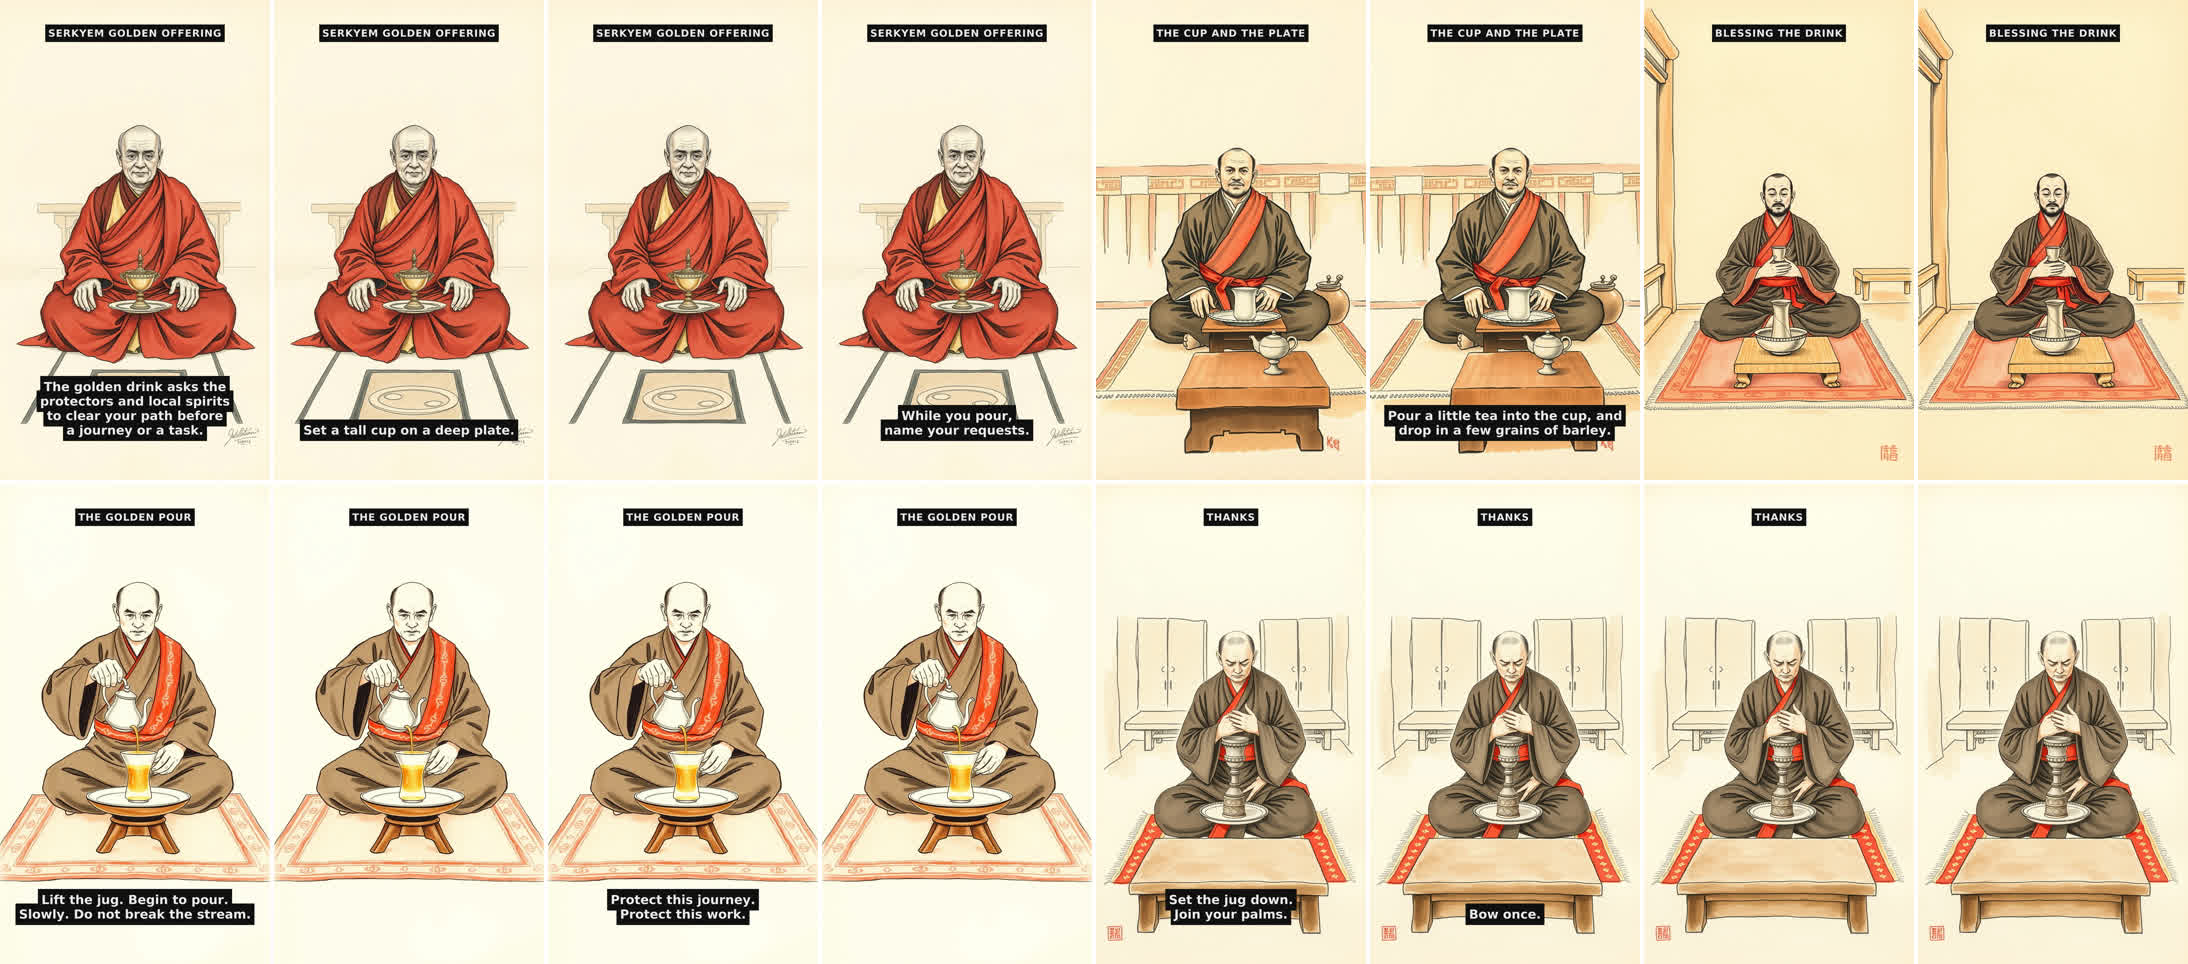 SERKYEM GOLDEN OFFERING
The golden drink asks the
protectors and local spirits
to clear your path before
a journey or a task.
SERKYEM GOLDEN OFFERING
Set a tall cup on a deep plate.
SERKYEM GOLDEN OFFERING
SERKYEM GOLDEN OFFERING
While you pour,
name your requests.
THE CUP AND THE PLATE
THE CUP AND THE PLATE
Pour a little tea into the cup, and
drop in a few grains of barley.
BLESSING THE DRINK
BLESSING THE DRINK
THE GOLDEN POUR
Lift the jug. Begin to pour.
Slowly. Do not break the stream.
THE GOLDEN POUR
THE GOLDEN POUR
Protect this journey.
Protect this work.
THE GOLDEN POUR
THANKS
Set the jug down.
Join your palms.
THANKS
Bow once.
THANKS